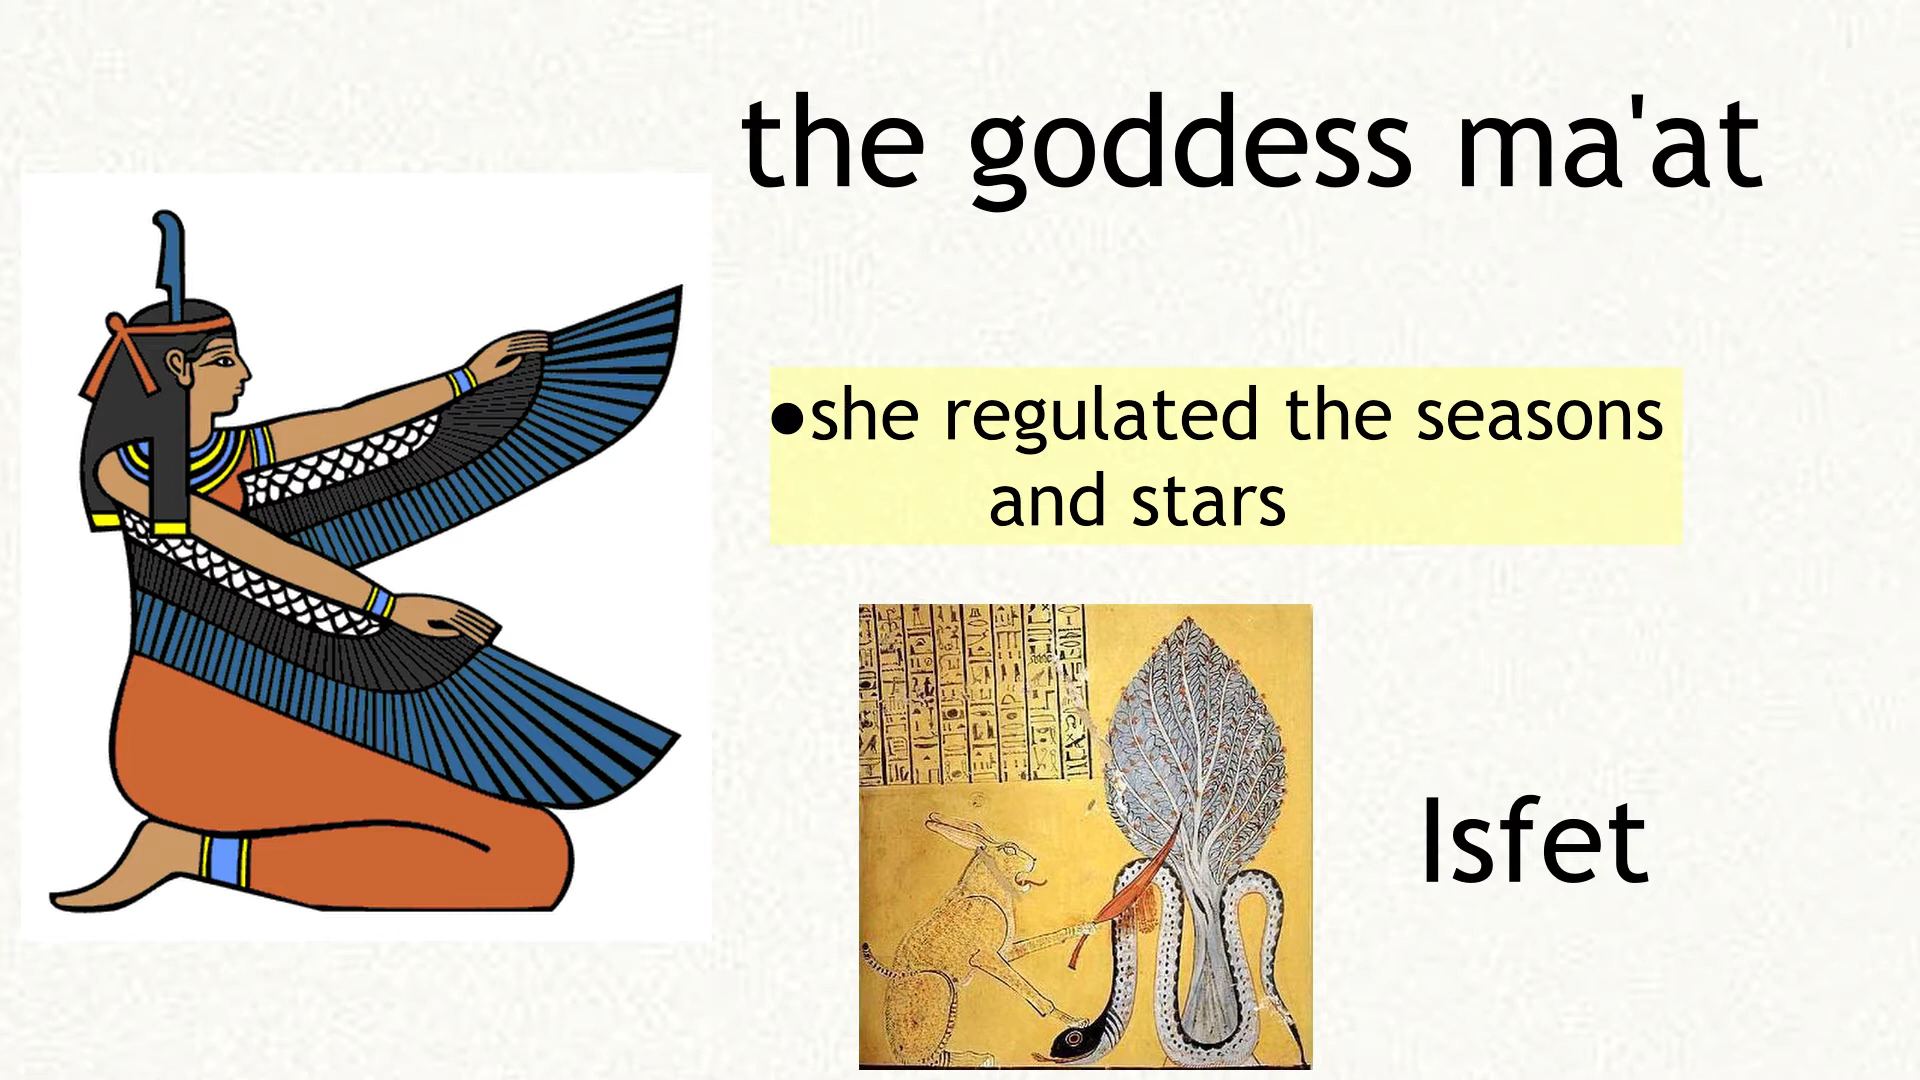 the goddess ma'at
●she regulated the seasons
and stars
Isfet